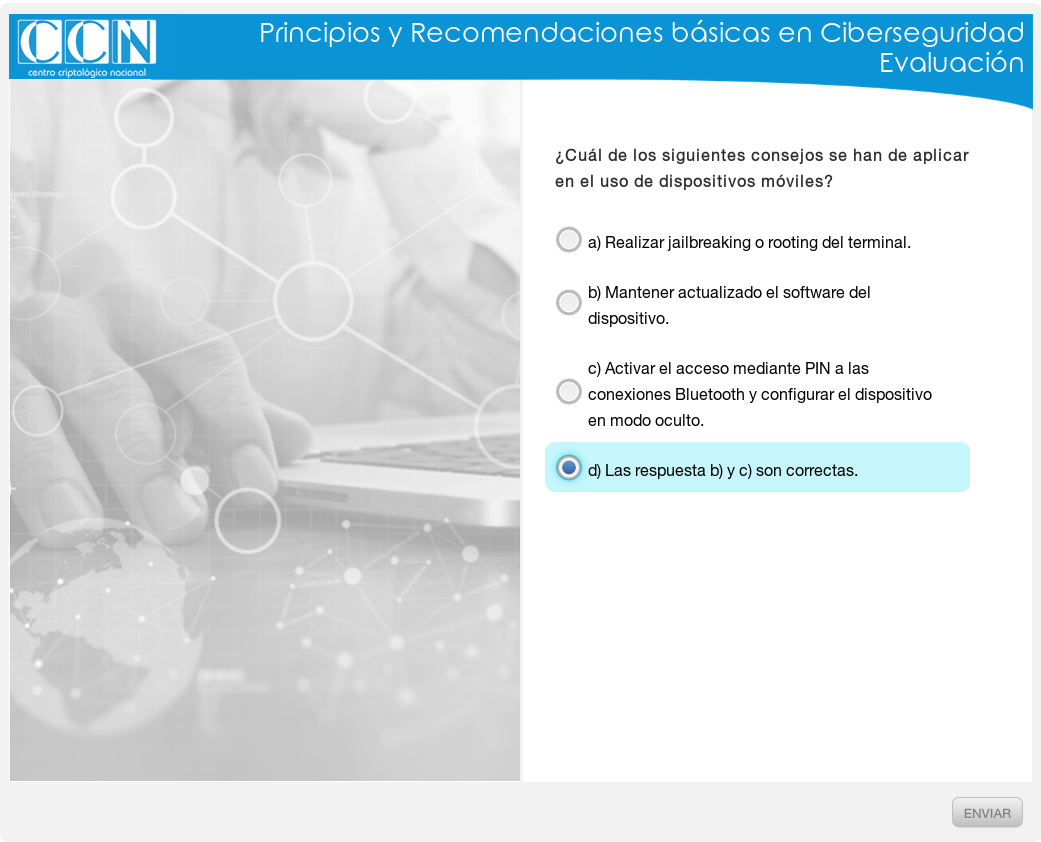 CCN
centro criptológico nacional
Principios y Recomendaciones básicas en Ciberseguridad
Evaluación
¿Cuál de los siguientes consejos se han de aplicar
en el uso de dispositivos móviles?
a) Realizar jailbreaking o rooting del terminal.
b) Mantener actualizado el software del
dispositivo.
c) Activar el acceso mediante PIN a las
conexiones Bluetooth y configurar el dispositivo
en modo oculto.
d) Las respuesta b) y c) son correctas.
ENVIAR